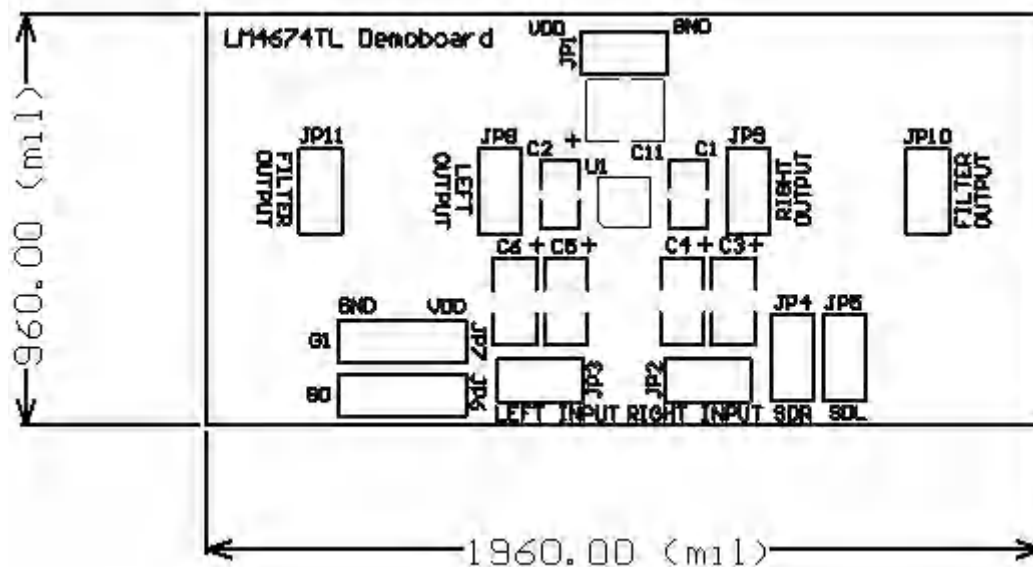 LM4674TL Demoboard
VDD
GND
JP1
JP11
FILTER
OUTPUT
JP8
LEFT
OUTPUT
C2 +
U1
C11
C1
JP9
RIGHT
OUTPUT
JP10
FILTER
OUTPUT
C6 +
C5 +
C4 +
C3 +
GND
VDD
G1
JP7
G0
JP6
JP3
LEFT INPUT
JP2
RIGHT INPUT
JP4
SDR
JP5
SDL
960.00 (mil)
1960.00 (mil)